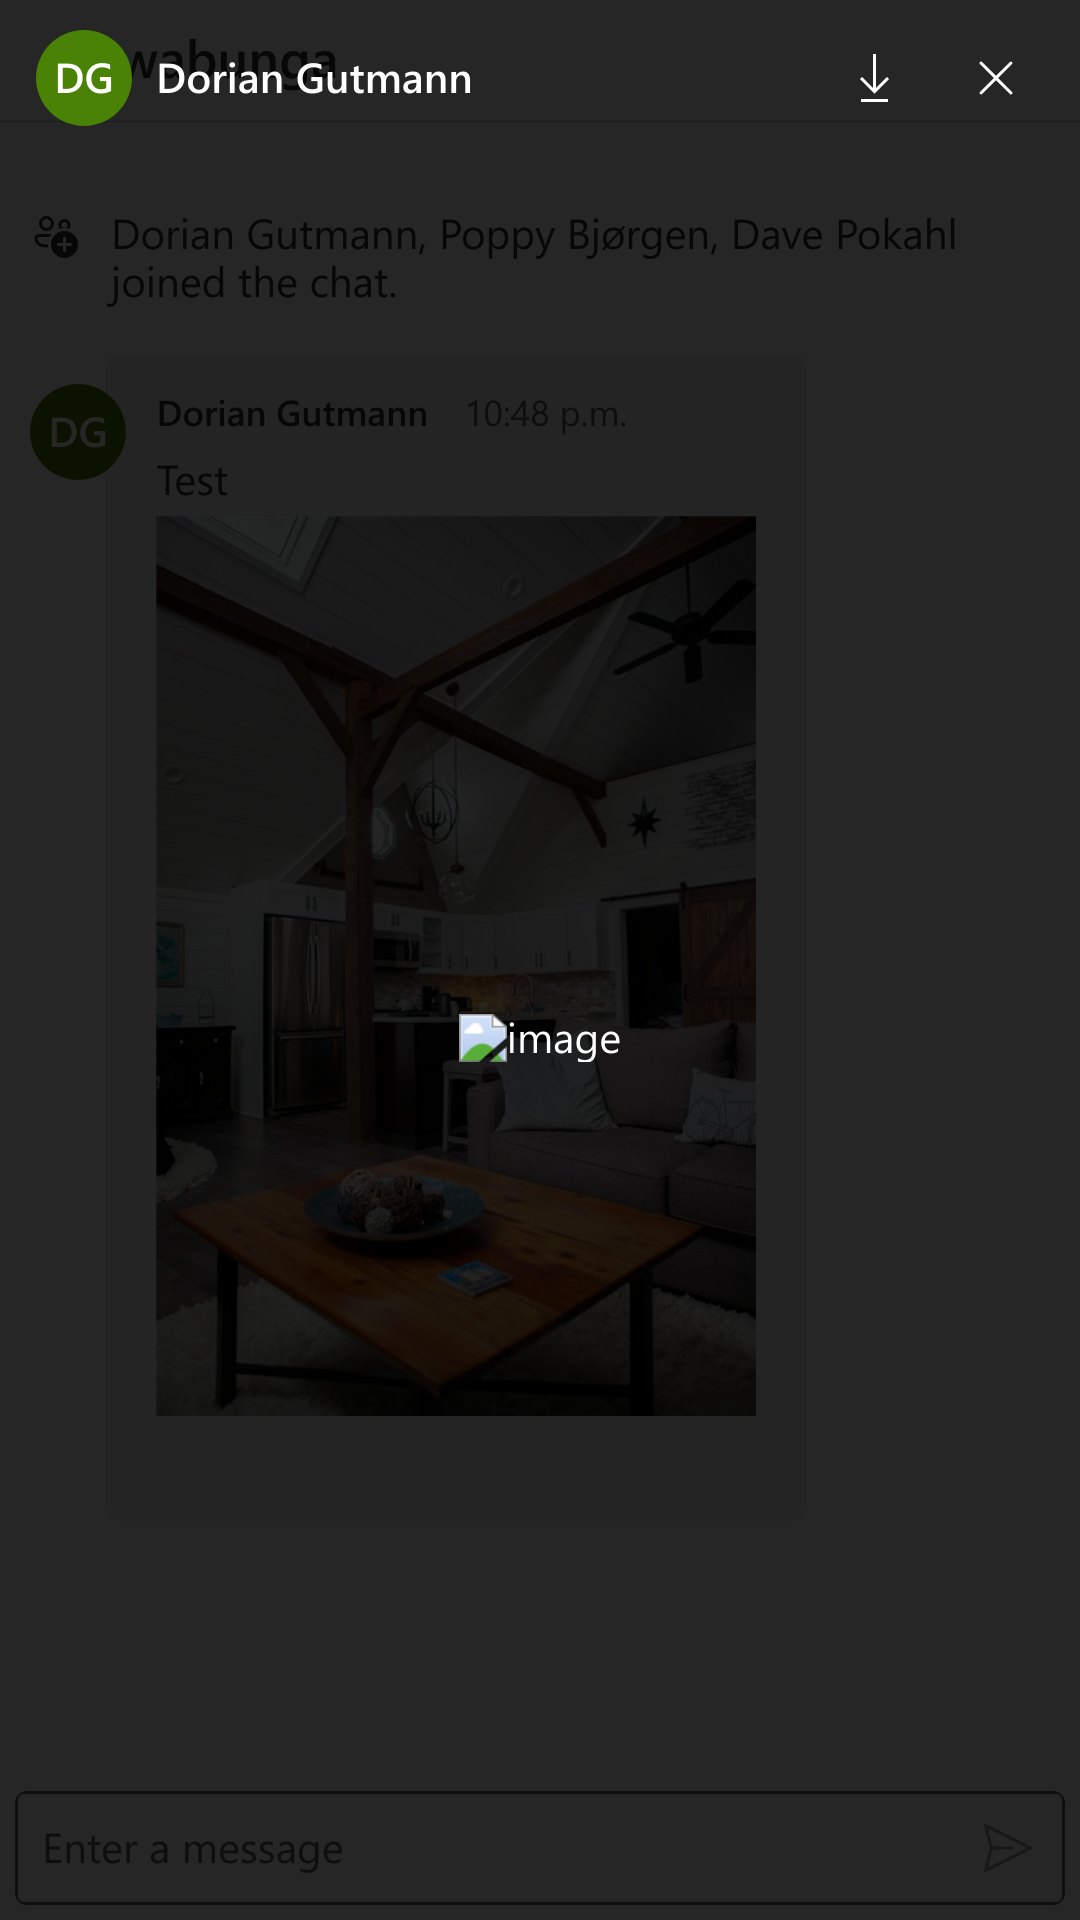 wabunga
DG Dorian Gutmann
Dorian Gutmann, Poppy Bjørgen, Dave Pokahl
joined the chat.
DG Dorian Gutmann 10:48 p.m.
Test
image
Enter a message